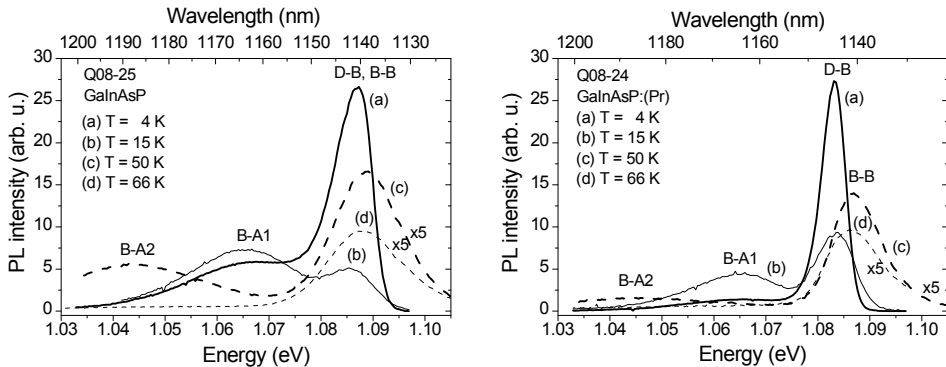 Wavelength (nm)
1200 1190 1180 1170 1160 1150 1140 1130
PL intensity (arb. u.)
30
25
20
15
10
5
0
Q08-25
GaInAsP
(a) T = 4 K
(b) T = 15 K
(c) T = 50 K
(d) T = 66 K
D-B, B-B
(a)
(c)
(d)
x5
x5
(b)
B-A2
B-A1
1.03 1.04 1.05 1.06 1.07 1.08 1.09 1.10
Energy (eV)
Wavelength (nm)
1200 1180 1160 1140
PL intensity (arb. u.)
30
25
20
15
10
5
0
Q08-24
GaInAsP:(Pr)
(a) T = 4 K
(b) T = 15 K
(c) T = 50 K
(d) T = 66 K
D-B
(a)
B-B
(d)
(c)
x5
x5
B-A2
B-A1
(b)
1.03 1.04 1.05 1.06 1.07 1.08 1.09 1.10
Energy (eV)